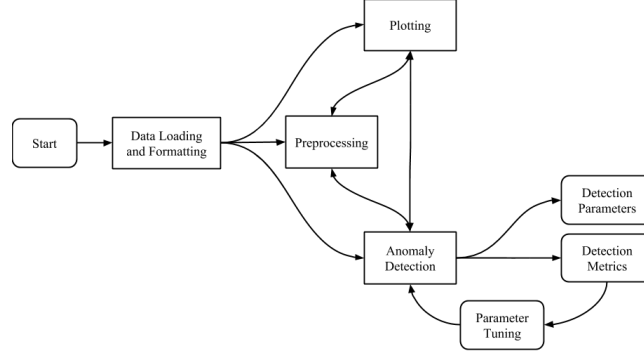 Plotting
Start
Data Loading
and Formatting
Preprocessing
Detection
Parameters
Anomaly
Detection
Detection
Metrics
Parameter
Tuning